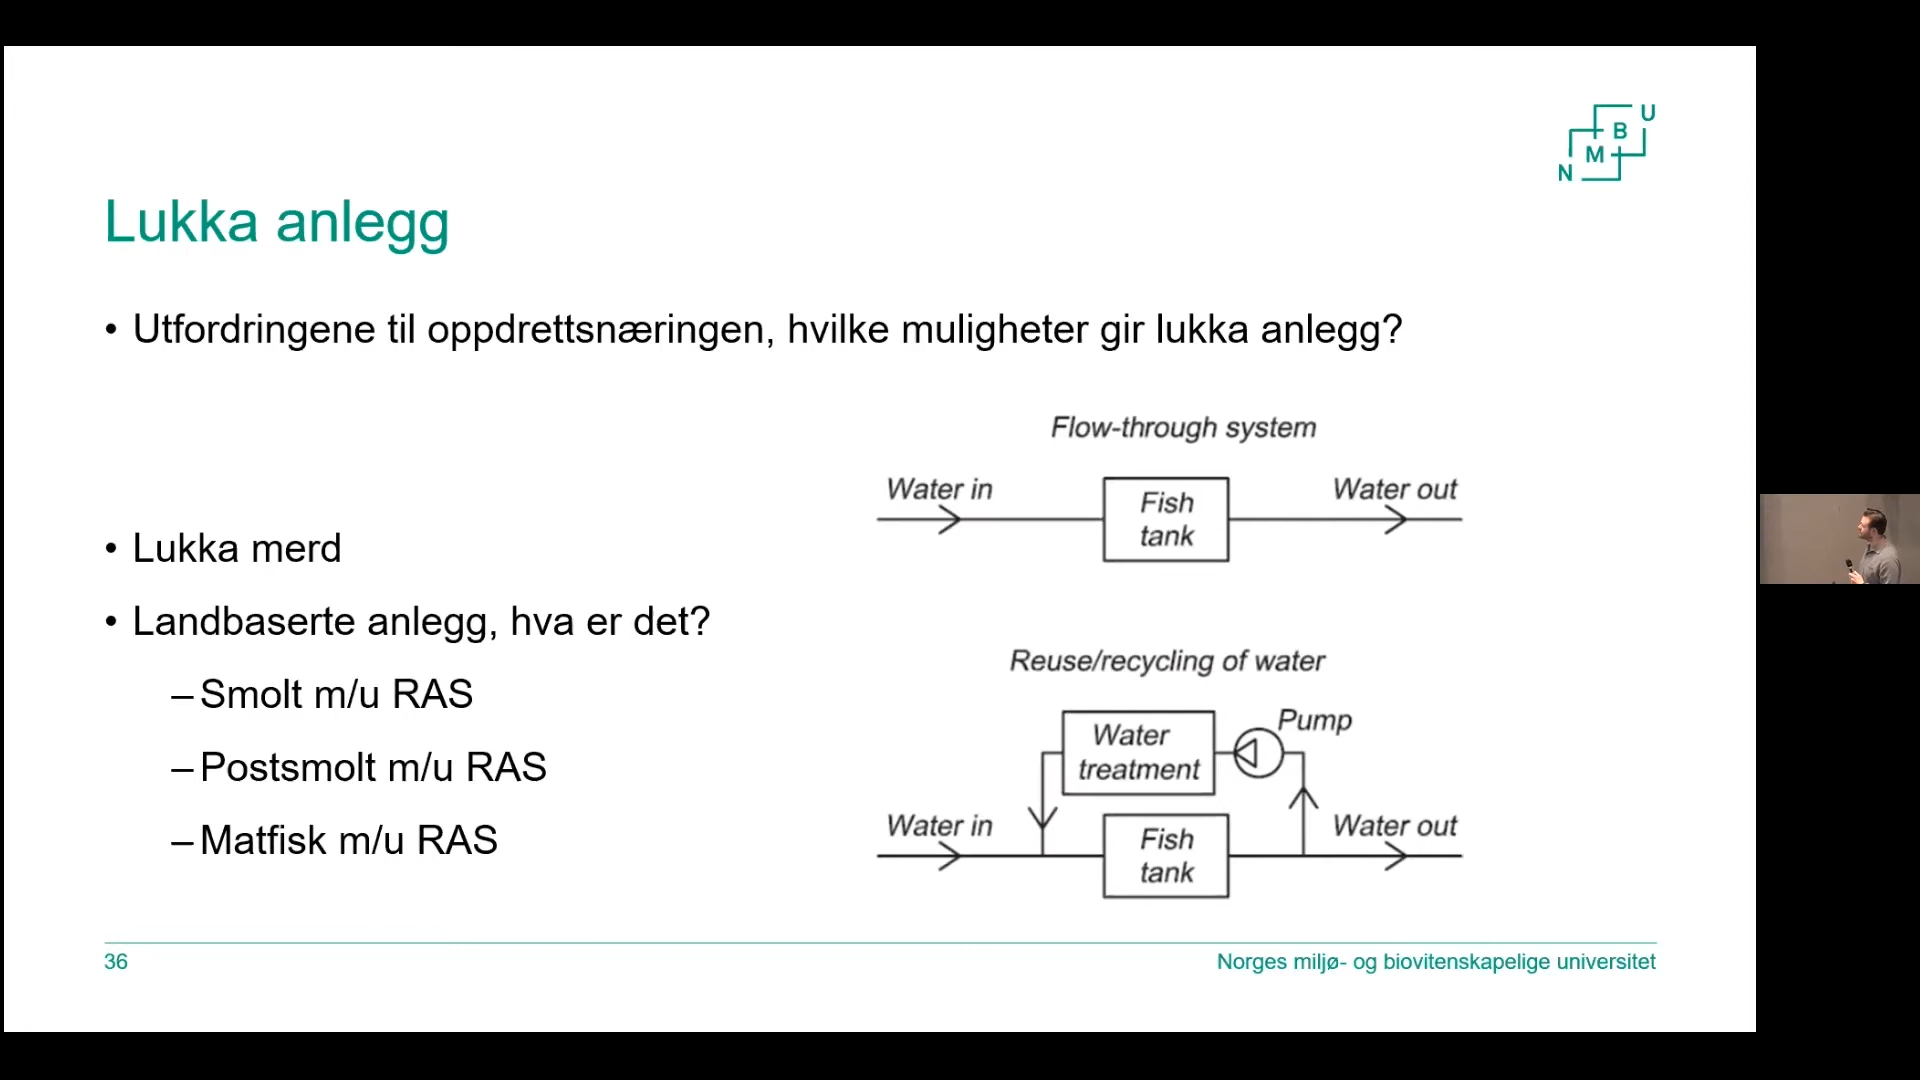 N M B U
Lukka anlegg
• Utfordringene til oppdrettsnæringen, hvilke muligheter gir lukka anlegg?
• Lukka merd
• Landbaserte anlegg, hva er det?
– Smolt m/u RAS
– Postsmolt m/u RAS
– Matfisk m/u RAS
Flow-through system
Water in
Fish
tank
Water out
Reuse/recycling of water
Water
treatment
Pump
Water in
Fish
tank
Water out
36
Norges miljø- og biovitenskapelige universitet